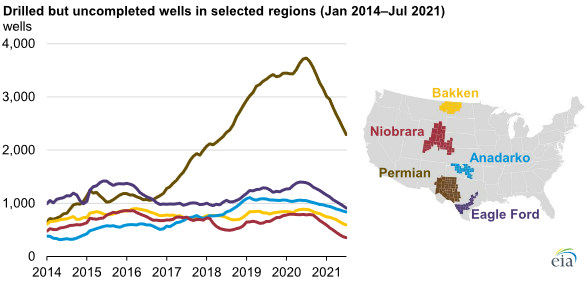 Drilled but uncompleted wells in selected regions (Jan 2014–Jul 2021)
wells
4,000
3,000
2,000
1,000
0
2014 2015 2016 2017 2018 2019 2020 2021
Bakken
Niobrara
Anadarko
Permian
Eagle Ford
eia